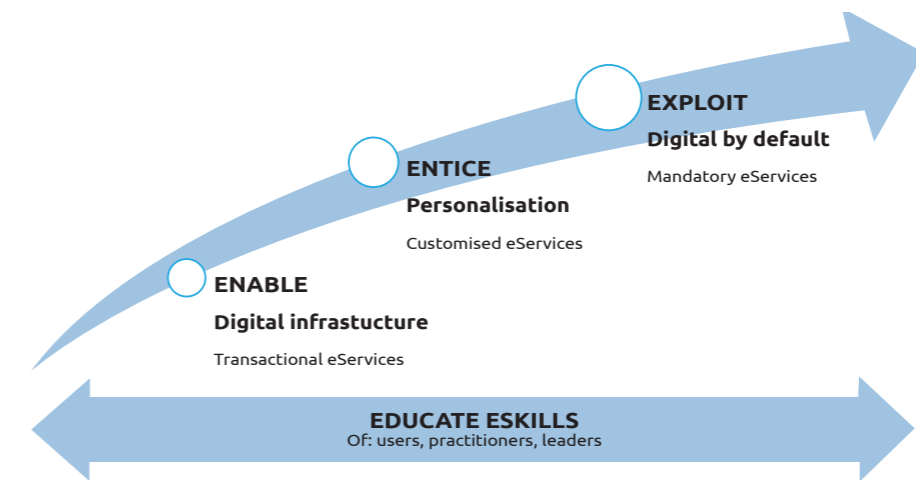 EXPLOIT
Digital by default
Mandatory eServices
ENTICE
Personalisation
Customised eServices
ENABLE
Digital infrastucture
Transactional eServices
EDUCATE ESKILLS
Of: users, practitioners, leaders